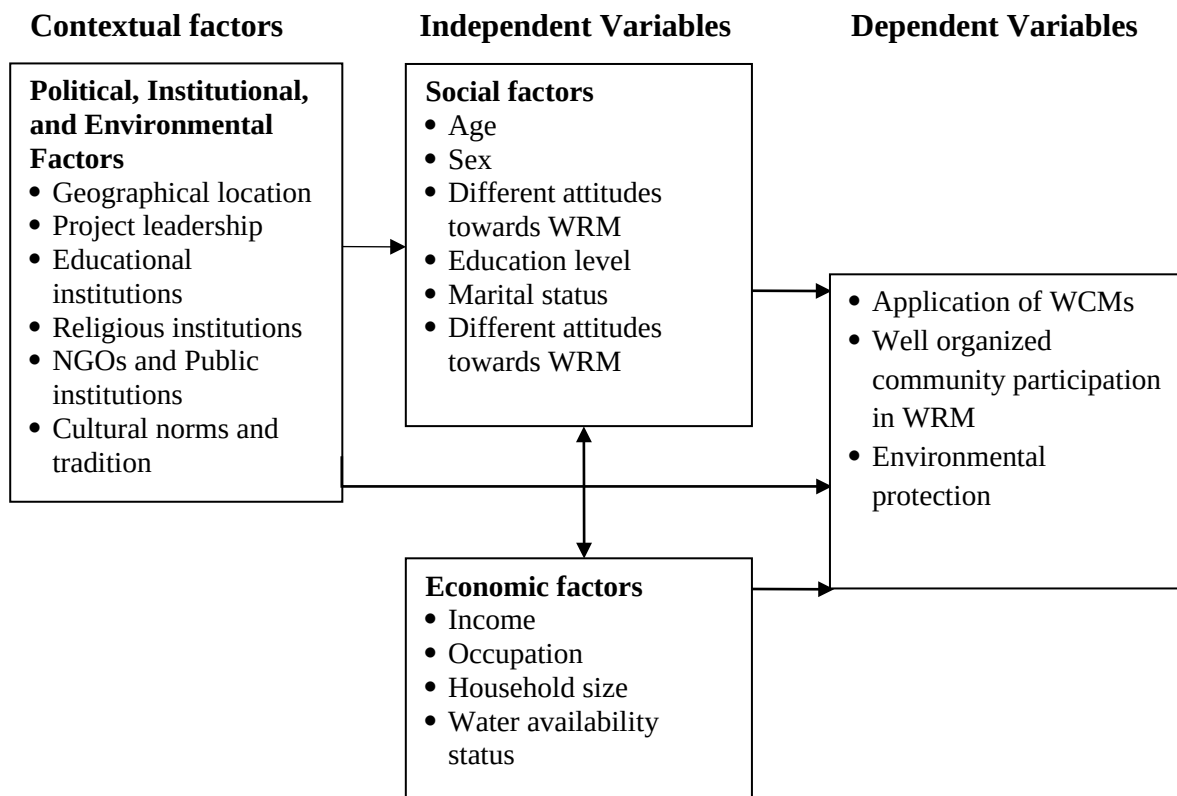 Contextual factors
Independent Variables
Dependent Variables
Political, Institutional,
and Environmental
Factors
• Geographical location
• Project leadership
• Educational
institutions
• Religious institutions
• NGOs and Public
institutions
• Cultural norms and
tradition
Social factors
• Age
• Sex
• Different attitudes
towards WRM
• Education level
• Marital status
• Different attitudes
towards WRM
Economic factors
• Income
• Occupation
• Household size
• Water availability
status
• Application of WCMs
• Well organized
community participation
in WRM
• Environmental
protection